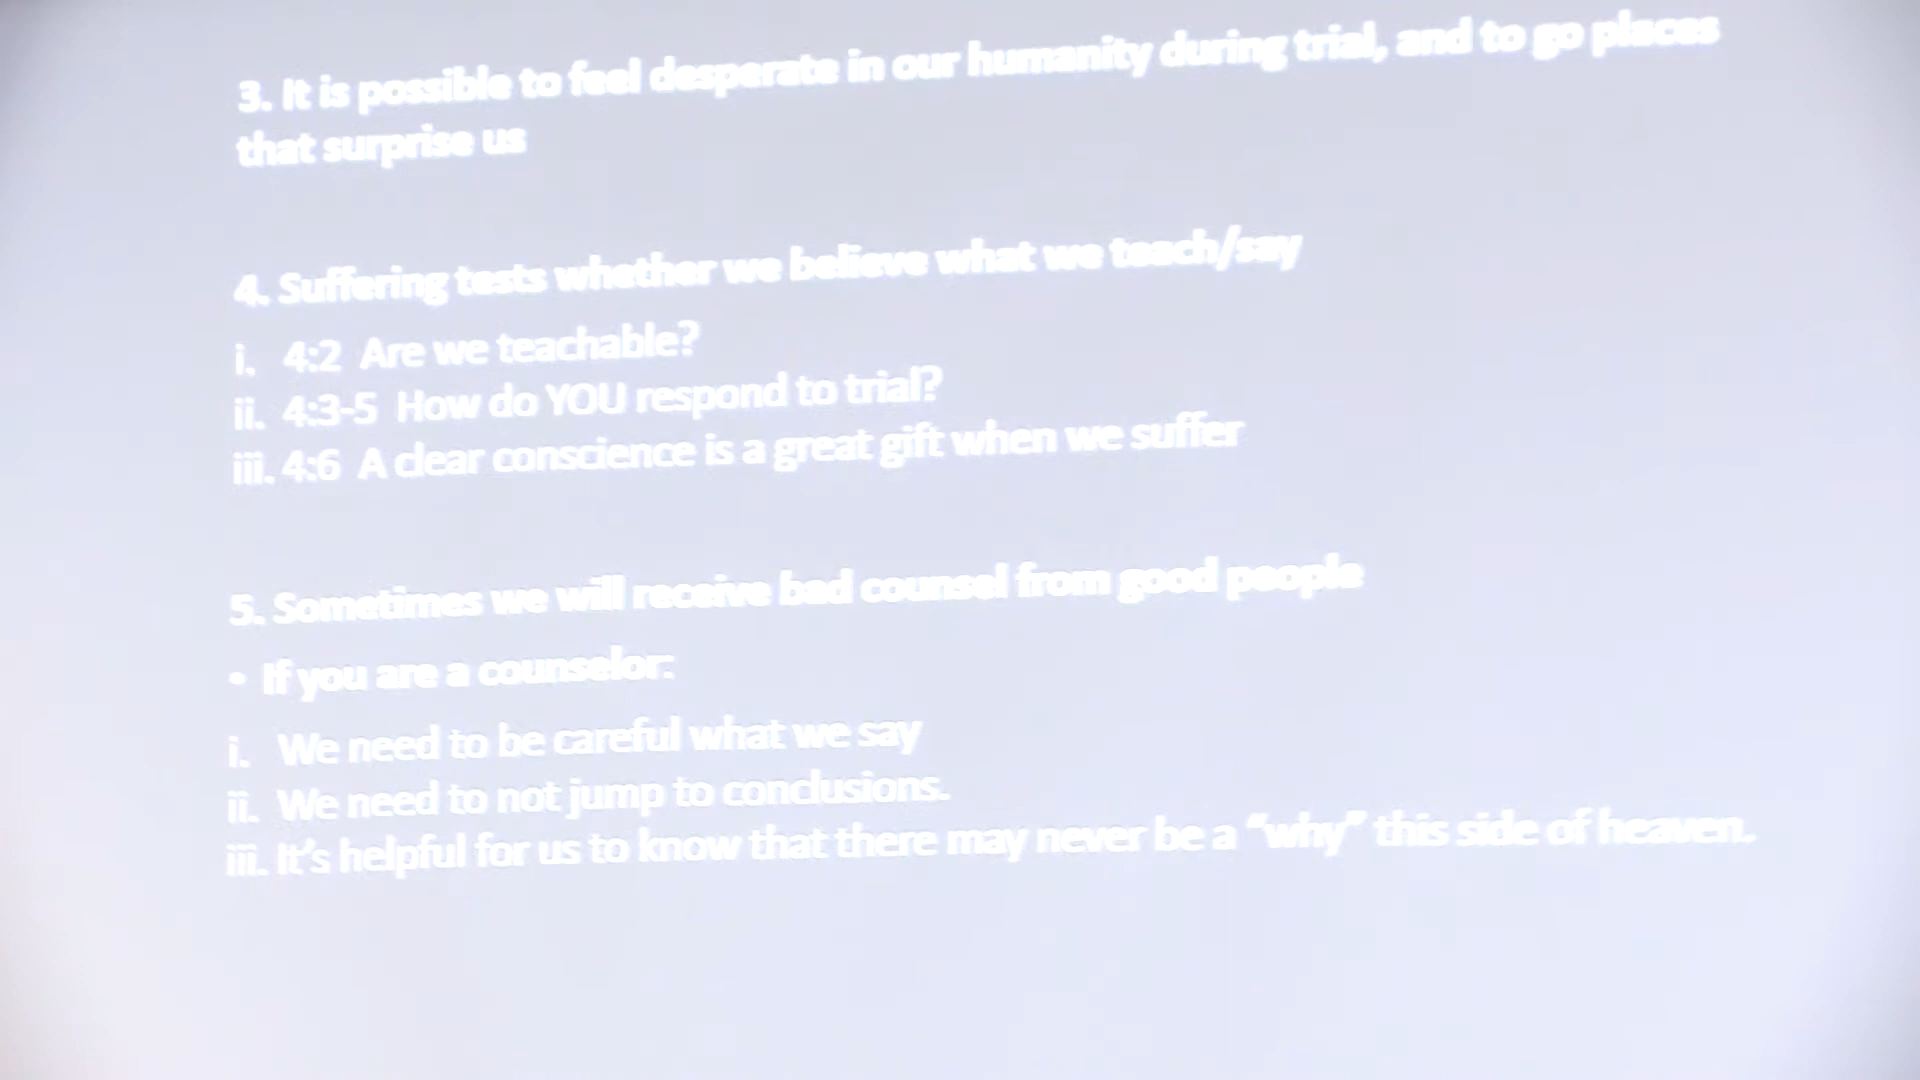 3. It is possible to feel desperate in our humanity during trial, and to go places
that surprise us
4. Suffering tests whether we believe what we teach/say
i. 4:2 Are we teachable?
ii. 4:3-5 How do YOU respond to trial?
iii. 4:6 A clear conscience is a great gift when we suffer
5. Sometimes we will receive bad counsel from good people
• If you are a counselor:
i. We need to be careful what we say
ii. We need to not jump to conclusions.
iii. It's helpful for us to know that there may never be a “why” this side of heaven.